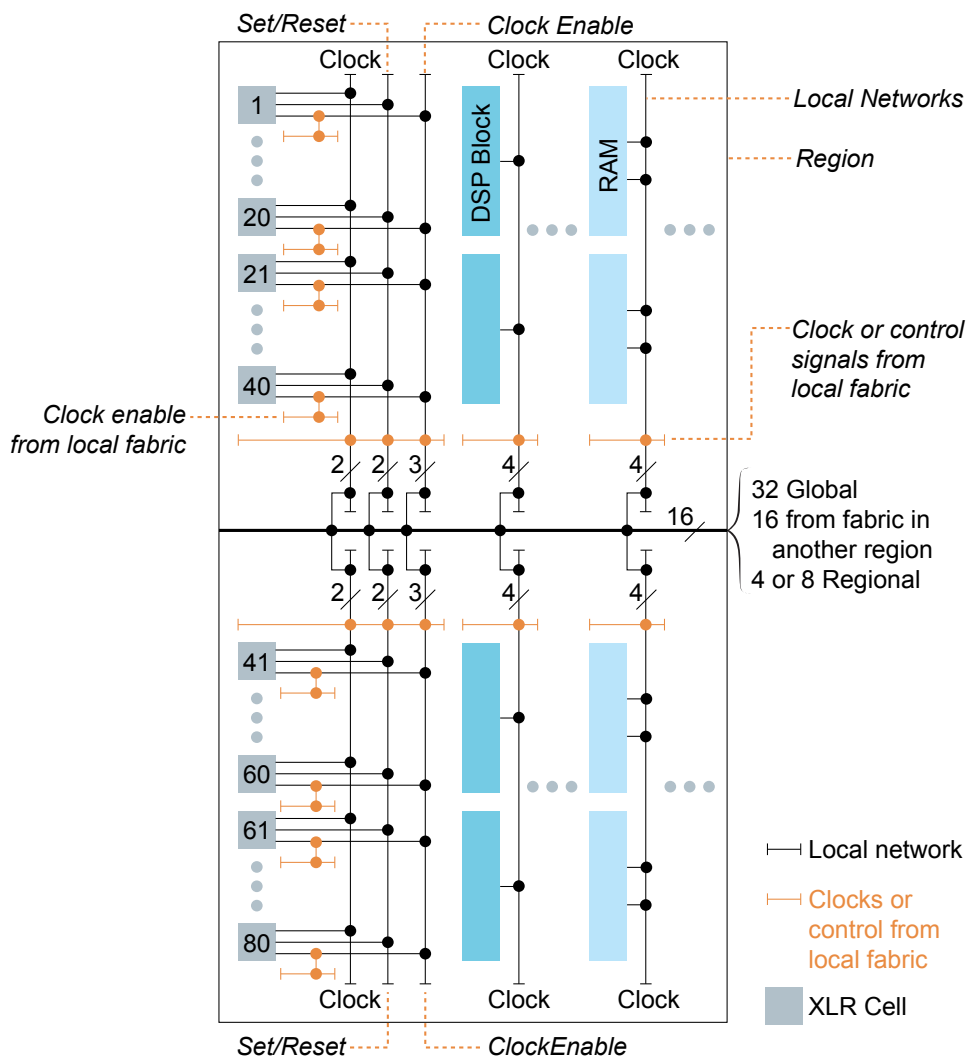 Set/Reset
Clock Enable
Clock
Clock
Clock
1
DSP Block
RAM
Local Networks
Region
20
21
40
Clock or control
signals from
local fabric
Clock enable
from local fabric
2 2 3 4 4
16
32 Global
16 from fabric in
another region
4 or 8 Regional
2 2 3 4 4
41
60
61
80
Local network
Clocks or
control from
local fabric
XLR Cell
Clock
Clock
Clock
Set/Reset
ClockEnable